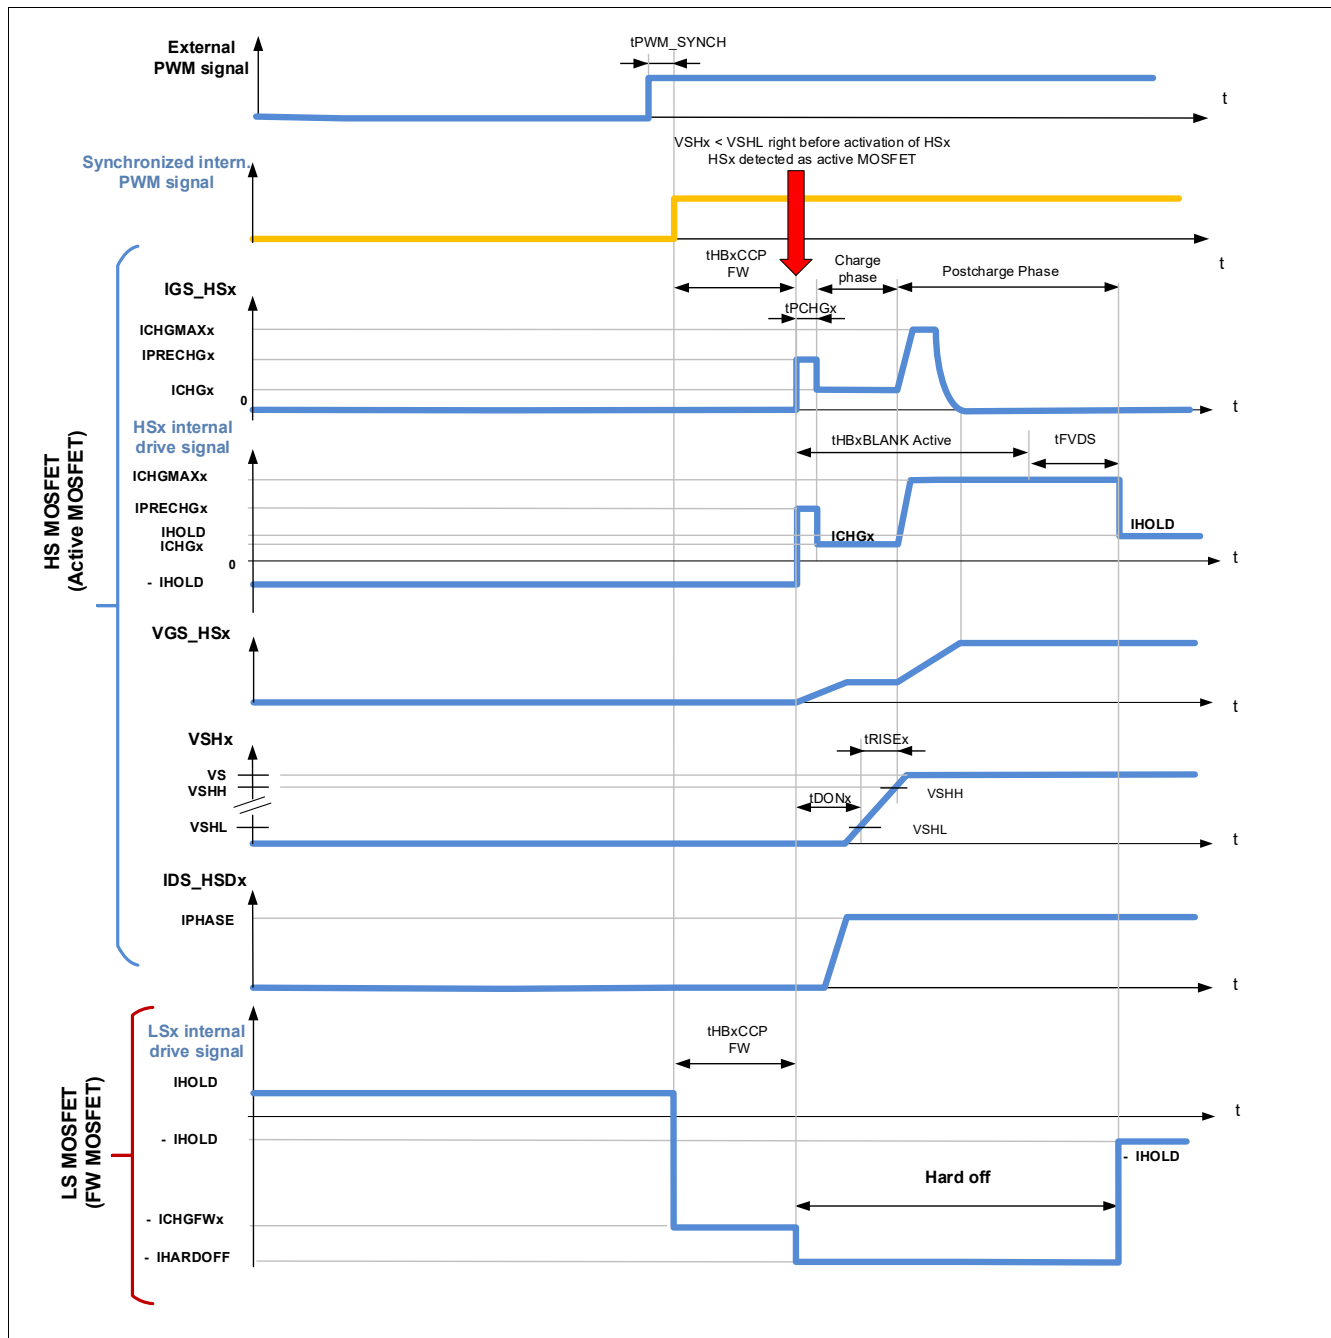 External
PWM signal
tPWM_SYNCH
t
VSHx < VSHL right before activation of HSx
HSx detected as active MOSFET
Synchronized intern.
PWM signal
t
tHBxCCP
FW
Charge
phase
Postcharge Phase
IGS_HSx
tPCHGx
ICHGMAXx
IPRECHGx
ICHGx
0
t
HSx internal
drive signal
tHBxBLANK Active
tFVDS
ICHGMAXx
IPRECHGx
IHOLD
ICHGx
ICHGx
IHOLD
0
t
- IHOLD
HS MOSFET
(Active MOSFET)
VGS_HSx
t
VSHx
tRISEx
VS
VSHH
tDONx
VSHH
VSHL
VSHL
t
IDS_HSDx
IPHASE
t
LSx internal
drive signal
tHBxCCP
FW
IHOLD
t
- IHOLD
- IHOLD
LS MOSFET
(FW MOSFET)
Hard off
- ICHGFWx
- IHARDOFF